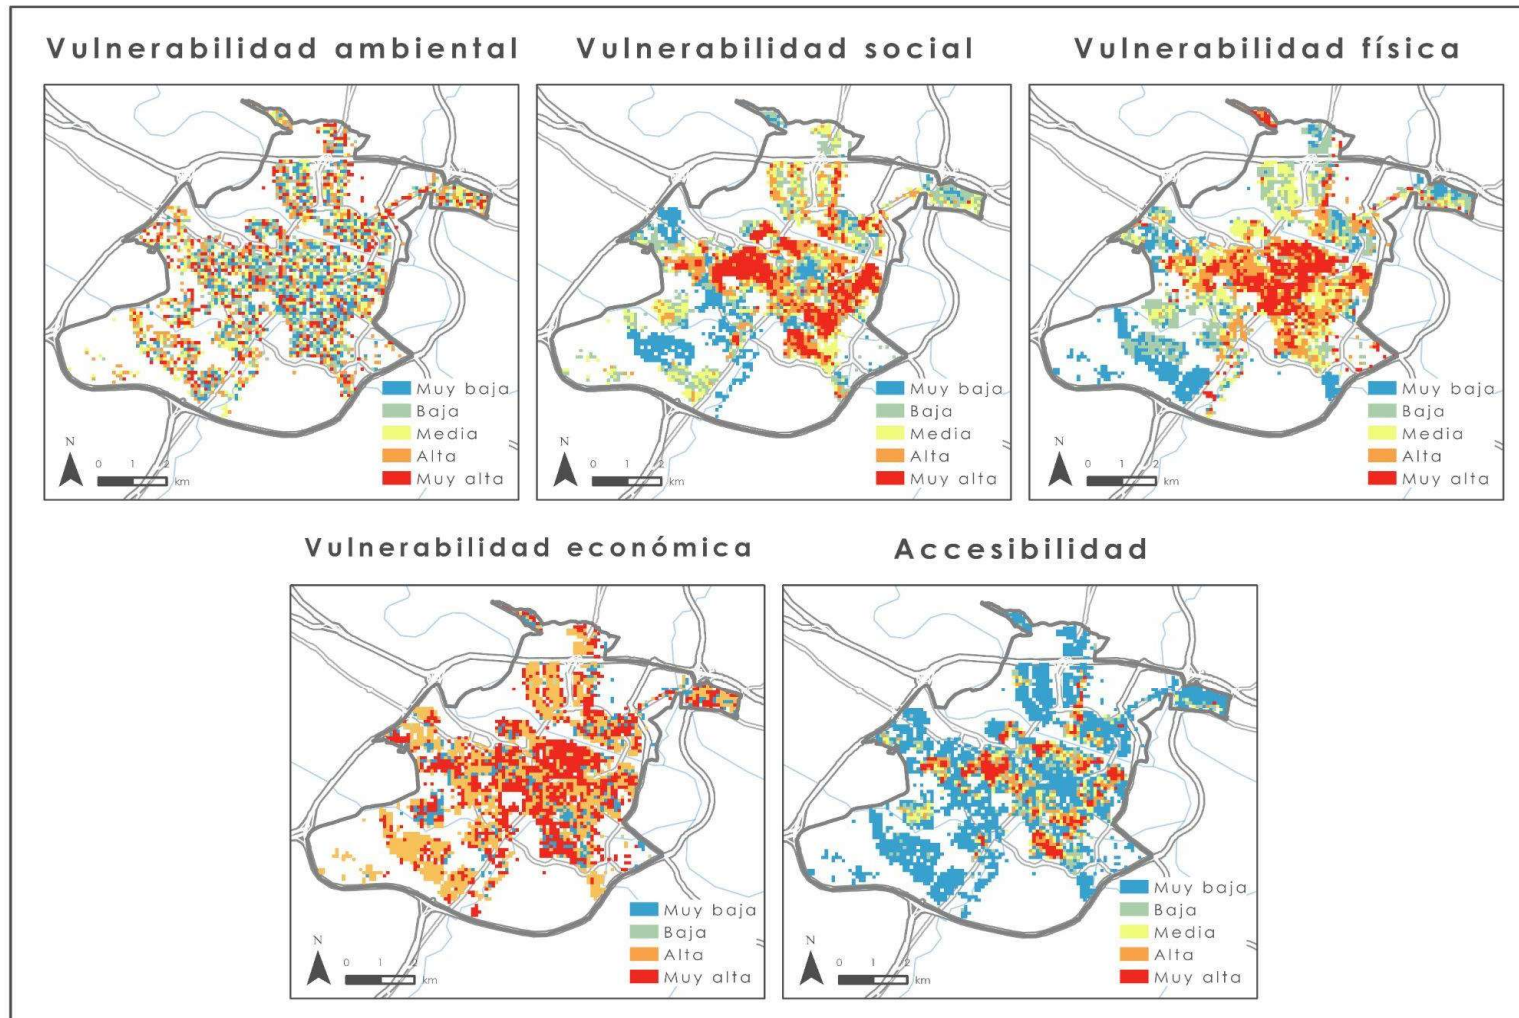 Vulnerabilidad ambiental
Muy baja
Baja
Media
Alta
Muy alta
N
0 1 2
km
Vulnerabilidad social
Muy baja
Baja
Media
Alta
Muy alta
N
0 1 2
km
Vulnerabilidad física
Muy baja
Baja
Media
Alta
Muy alta
N
0 1 2
km
Vulnerabilidad económica
Muy baja
Baja
Alta
Muy alta
N
0 1 2
km
Accesibilidad
Muy baja
Baja
Media
Alta
Muy alta
N
0 1 2
km